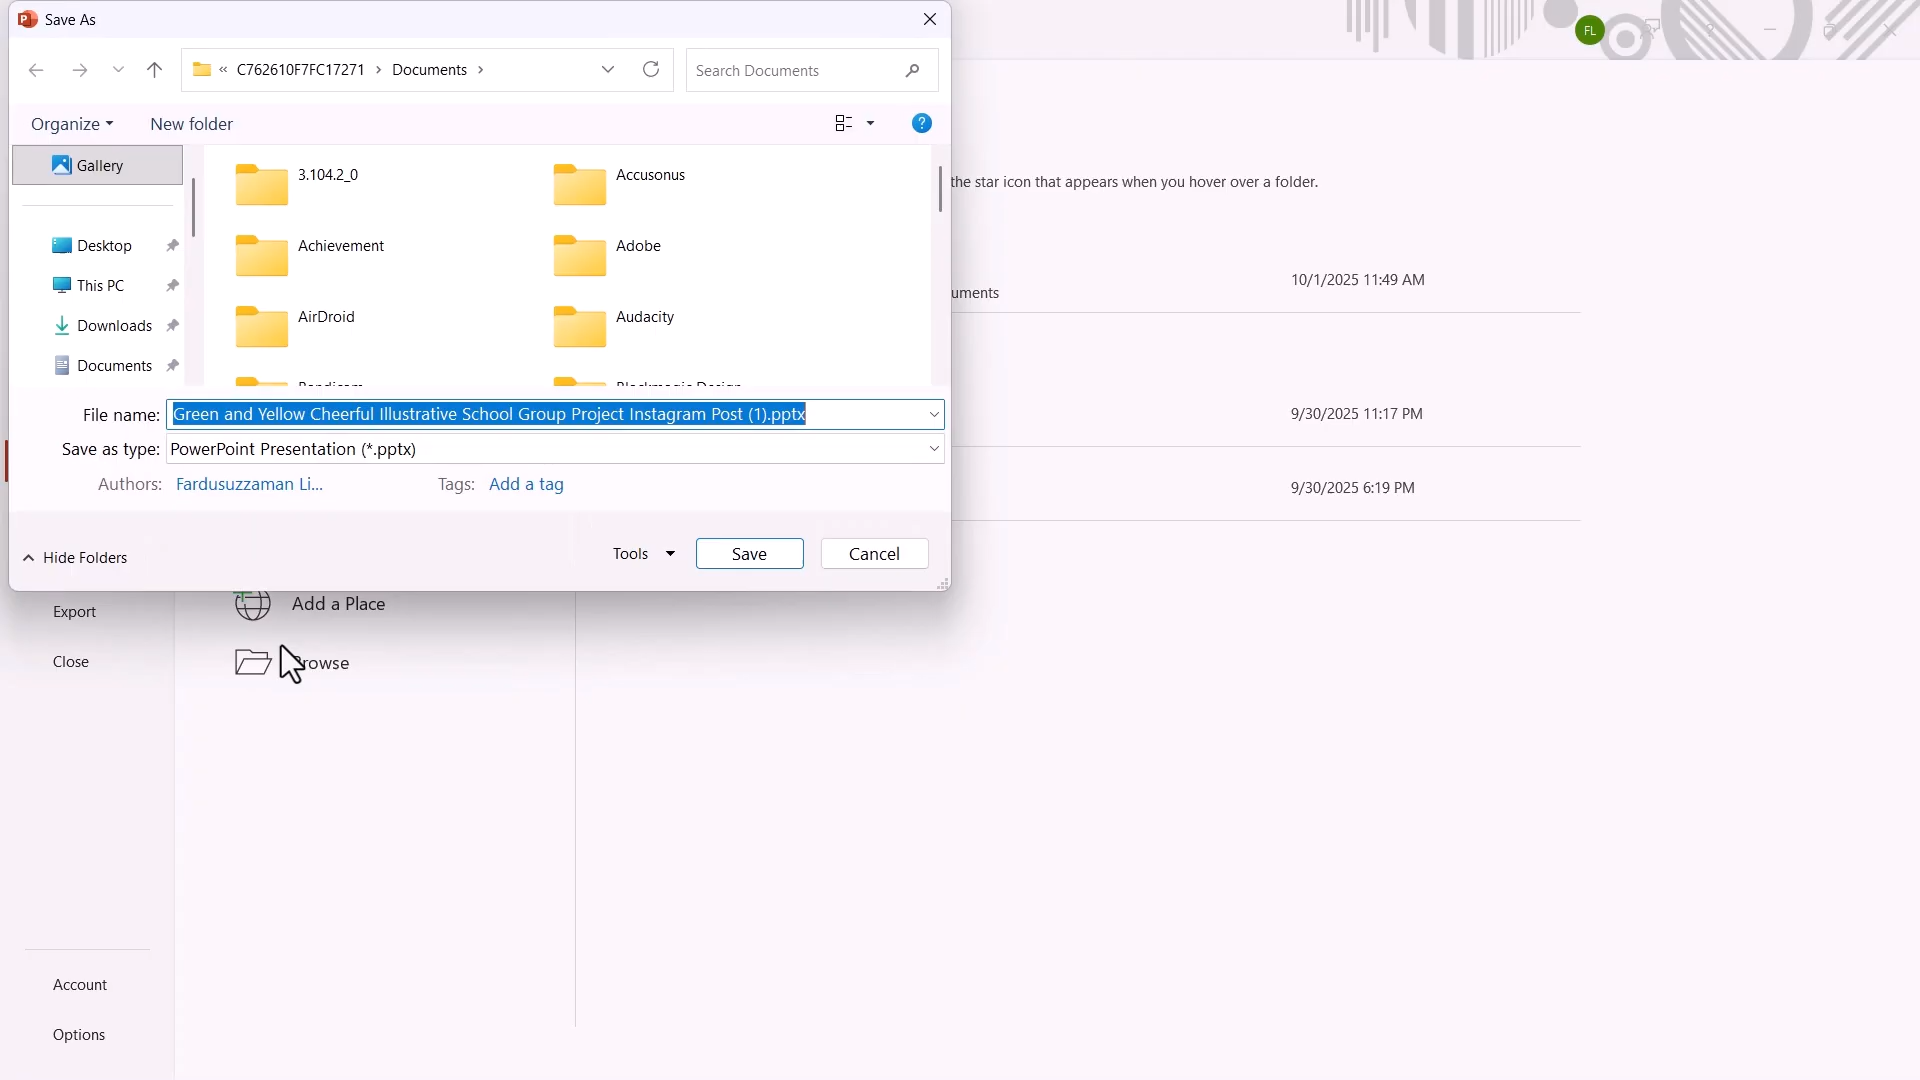 Save As
« C762610F7FC17271 > Documents >
Search Documents
FL
Organize
New folder
Gallery
Desktop
This PC
Downloads
Documents
3.104.2_0
Accusonus
Achievement
Adobe
AirDroid
Audacity
the star icon that appears when you hover over a folder.
10/1/2025 11:49 AM
uments
9/30/2025 11:17 PM
9/30/2025 6:19 PM
File name: Green and Yellow Cheerful Illustrative School Group Project Instagram Post (1).pptx
Save as type: PowerPoint Presentation (*.pptx)
Authors: Fardusuzzaman Li...
Tags: Add a tag
Hide Folders
Tools
Save
Cancel
Add a Place
rowse
Export
Close
Account
Options